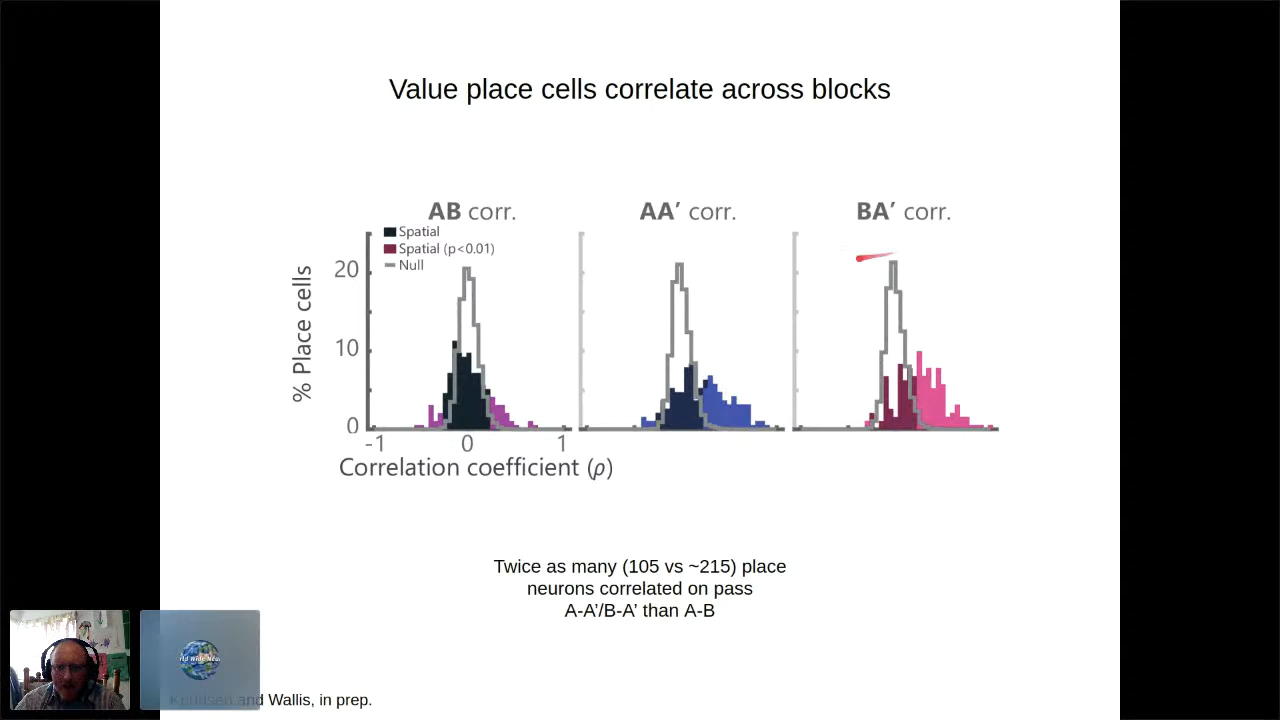 Value place cells correlate across blocks
AB corr.
AA’ corr.
BA’ corr.
Spatial
Spatial (p<0.01)
Null
% Place cells
20
10
0
-1
0
1
Correlation coefficient (ρ)
Twice as many (105 vs ~215) place
neurons correlated on pass
A-A’/B-A’ than A-B
Knudsen and Wallis, in prep.